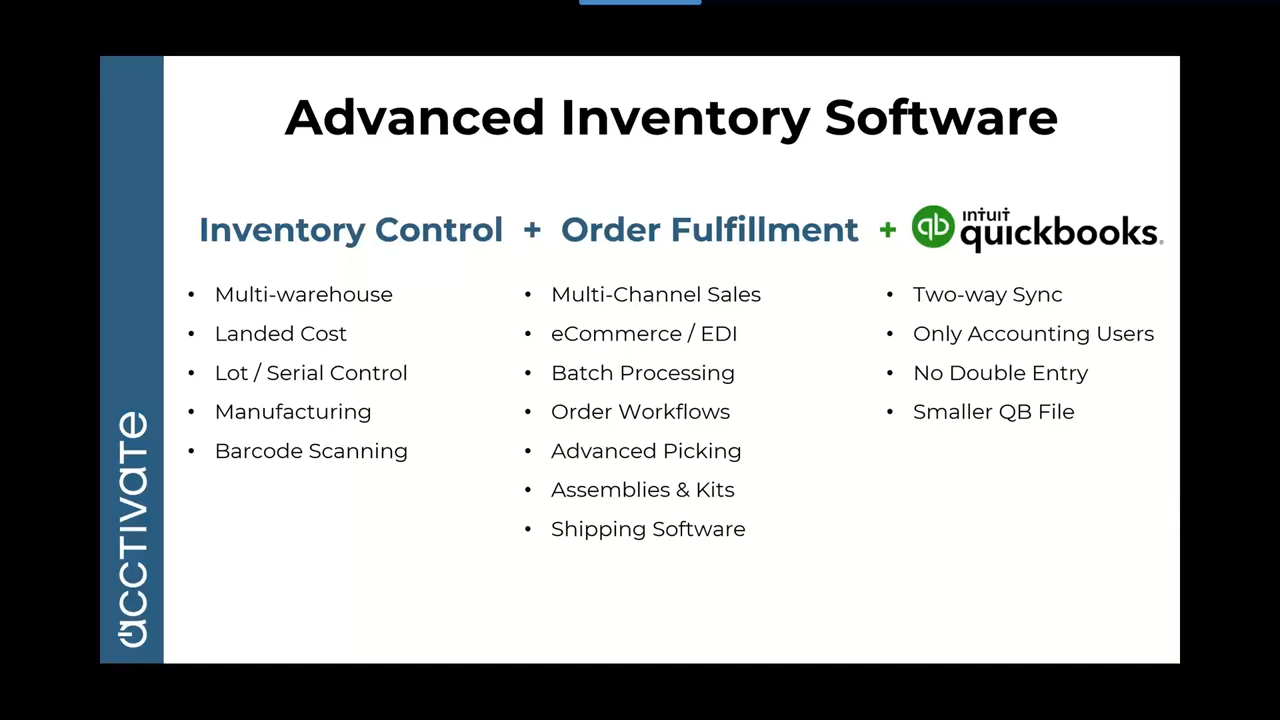 Advanced Inventory Software
Inventory Control + Order Fulfillment + qb intuit quickbooks.
• Multi-warehouse
• Landed Cost
• Lot / Serial Control
• Manufacturing
• Barcode Scanning
• Multi-Channel Sales
• eCommerce / EDI
• Batch Processing
• Order Workflows
• Advanced Picking
• Assemblies & Kits
• Shipping Software
• Two-way Sync
• Only Accounting Users
• No Double Entry
• Smaller QB File
acctivate